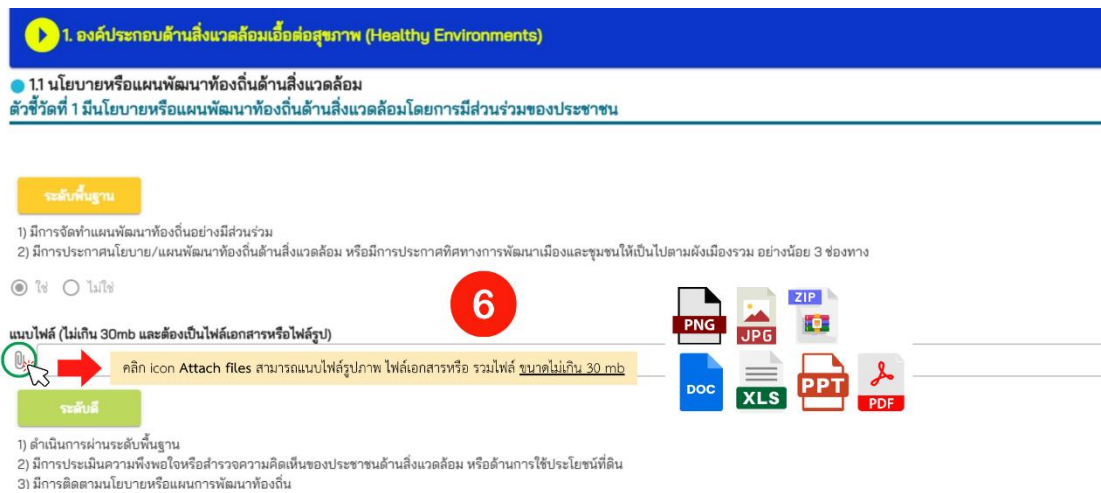 1. องค์ประกอบด้านสิ่งแวดล้อมเอื้อต่อสุขภาพ (Healthy Environments)
1.1 นโยบายหรือแผนพัฒนาท้องถิ่นด้านสิ่งแวดล้อม
ตัวชี้วัดที่ 1 มีนโยบายหรือแผนพัฒนาท้องถิ่นด้านสิ่งแวดล้อมโดยการมีส่วนร่วมของประชาชน
ระดับพื้นฐาน
1) มีการจัดทำแผนพัฒนาท้องถิ่นอย่างมีส่วนร่วม
2) มีการประกาศนโยบาย/แผนพัฒนาท้องถิ่นด้านสิ่งแวดล้อม หรือมีการประกาศทิศทางการพัฒนาเมืองและชุมชนให้เป็นไปตามผังเมืองรวม อย่างน้อย 3 ช่องทาง
ใช่ ไม่ใช่
6
PNG JPG ZIP
แนบไฟล์ (ไม่เกิน 30mb และต้องเป็นไฟล์เอกสารหรือไฟล์รูป)
คลิก icon Attach files สามารถแนบไฟล์รูปภาพ ไฟล์เอกสารหรือ รวมไฟล์ ขนาดไม่เกิน 30 mb
DOC XLS PPT PDF
ระดับดี
1) ดำเนินการผ่านระดับพื้นฐาน
2) มีการประเมินความพึงพอใจหรือสำรวจความคิดเห็นของประชาชนด้านสิ่งแวดล้อม หรือด้านการใช้ประโยชน์ที่ดิน
3) มีการติดตามนโยบายหรือแผนการพัฒนาท้องถิ่น